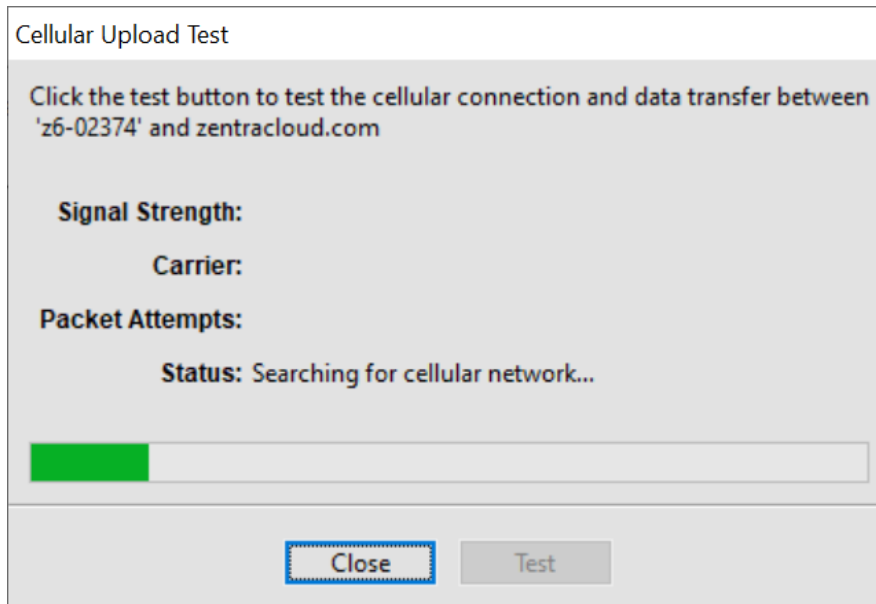 Cellular Upload Test
Click the test button to test the cellular connection and data transfer between
'z6-02374' and zentracloud.com
Signal Strength:
Carrier:
Packet Attempts:
Status: Searching for cellular network...
Close Test